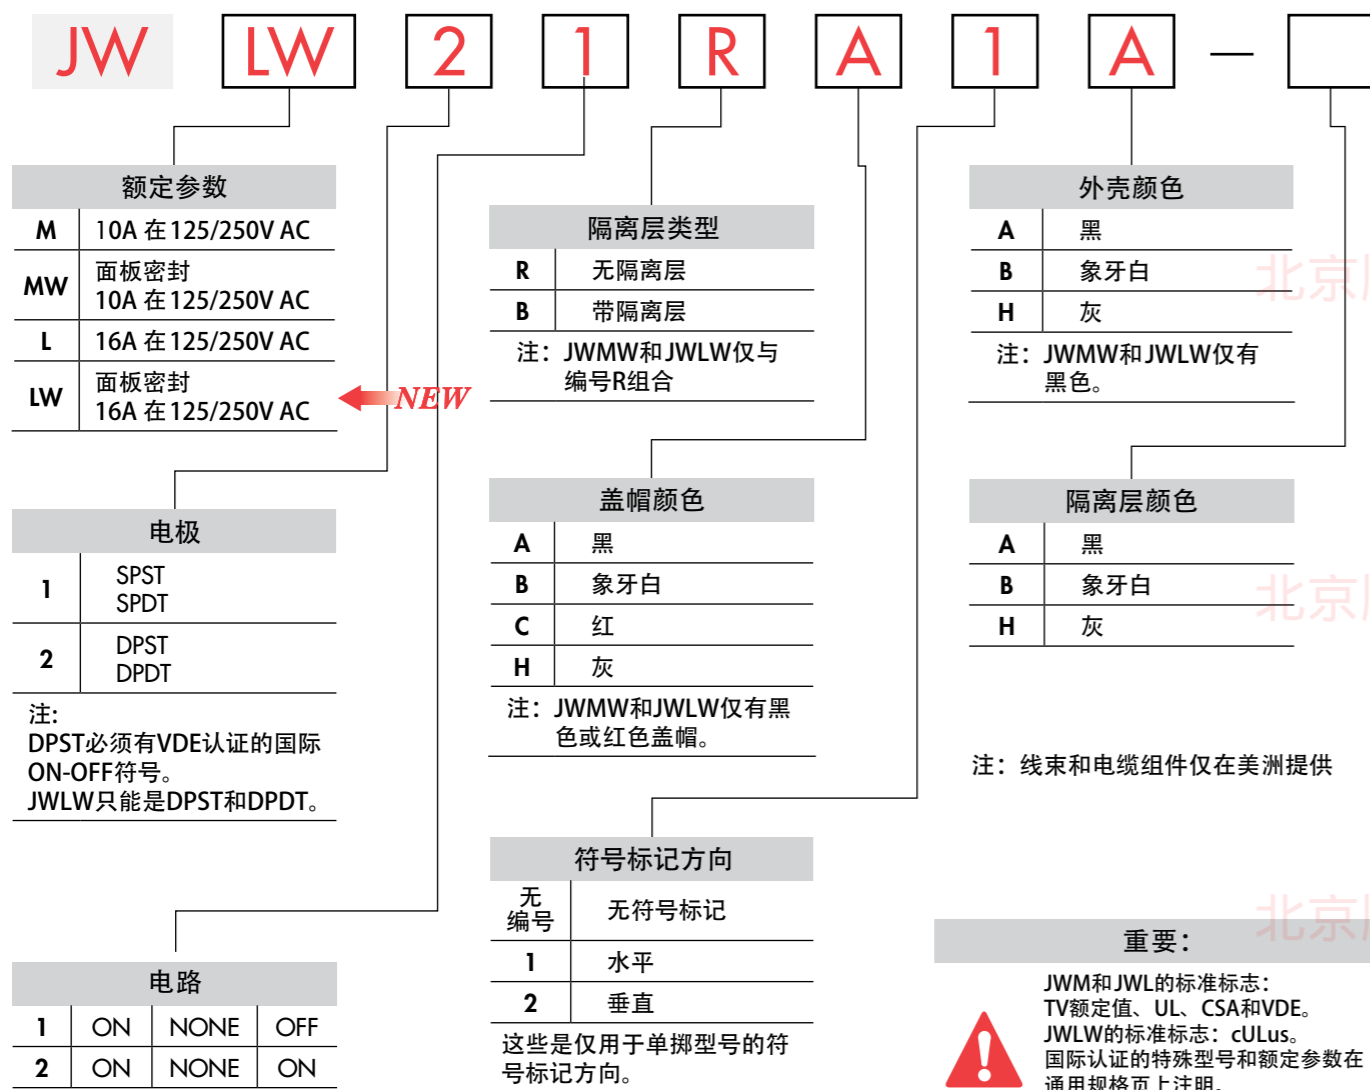 JW LW 2 1 R A 1 A —
额定参数
M 10A 在125/250V AC
MW 面板密封
10A 在125/250V AC
L 16A 在125/250V AC
LW 面板密封
16A 在125/250V AC
NEW
电极
1 SPST
SPDT
2 DPST
DPDT
注:
DPST必须有VDE认证的国际
ON-OFF符号。
JWLW只能是DPST和DPDT。
电路
1 ON NONE OFF
2 ON NONE ON
隔离层类型
R 无隔离层
B 带隔离层
注：JWMW和JWLW仅与
编号R组合
盖帽颜色
A 黑
B 象牙白
C 红
H 灰
注：JWMW和JWLW仅有黑
色或红色盖帽。
符号标记方向
无
编号 无符号标记
1 水平
2 垂直
这些是仅用于单掷型号的符
号标记方向。
外壳颜色
A 黑
B 象牙白
H 灰
注：JWMW和JWLW仅有
黑色。
隔离层颜色
A 黑
B 象牙白
H 灰
注：线束和电缆组件仅在美洲提供
重要：
JWM和JWL的标准标志：
TV额定值、UL、CSA和VDE。
JWLW的标准标志：cULus。
国际认证的特殊型号和额定参数在
通用规格页上注明。
北京
北京
北京